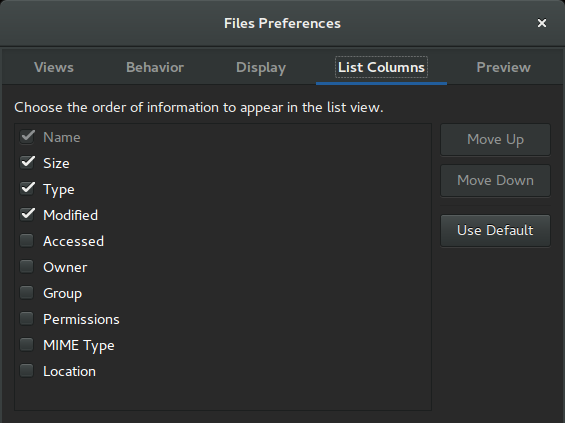 Files Preferences
Views Behavior Display List Columns Preview
Choose the order of information to appear in the list view.
Name
Size
Type
Modified
Accessed
Owner
Group
Permissions
MIME Type
Location
Move Up
Move Down
Use Default